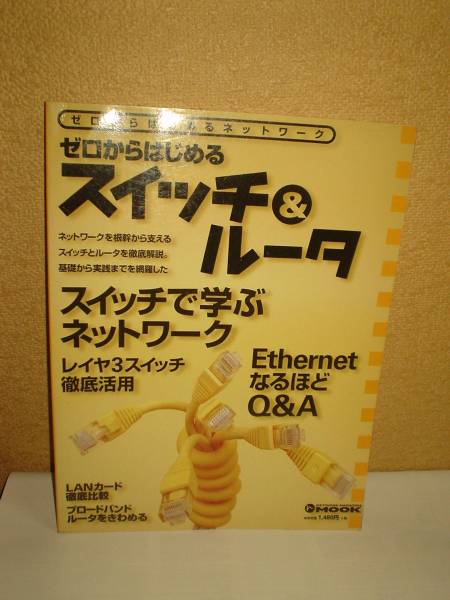 ゼロからはじめるネットワーク
ゼロからはじめる
スイッチ&
ルータ
ネットワークを根幹から支える
スイッチとルータを徹底解説。
基礎から実践までを網羅した
スイッチで学ぶ
ネットワーク
レイヤ3スイッチ
徹底活用
Ethernet
なるほど
Q&A
LANカード
徹底比較
ブロードバンド
ルータをきわめる
MOOK
1,480円